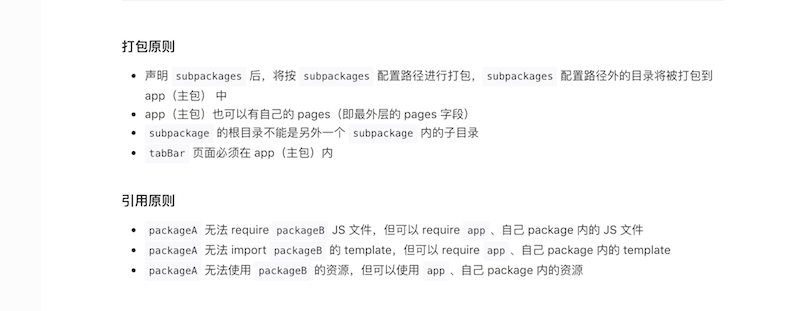 打包原则
声明 subpackages 后，将按 subpackages 配置路径进行打包，subpackages 配置路径外的目录将被打包到
app（主包） 中
app（主包）也可以有自己的 pages（即最外层的 pages 字段）
subpackage 的根目录不能是另外一个 subpackage 内的子目录
tabBar 页面必须在 app（主包）内
引用原则
packageA 无法 require packageB JS 文件，但可以 require app 、自己 package 内的 JS 文件
packageA 无法 import packageB 的 template，但可以 require app 、自己 package 内的 template
packageA 无法使用 packageB 的资源，但可以使用 app 、自己 package 内的资源